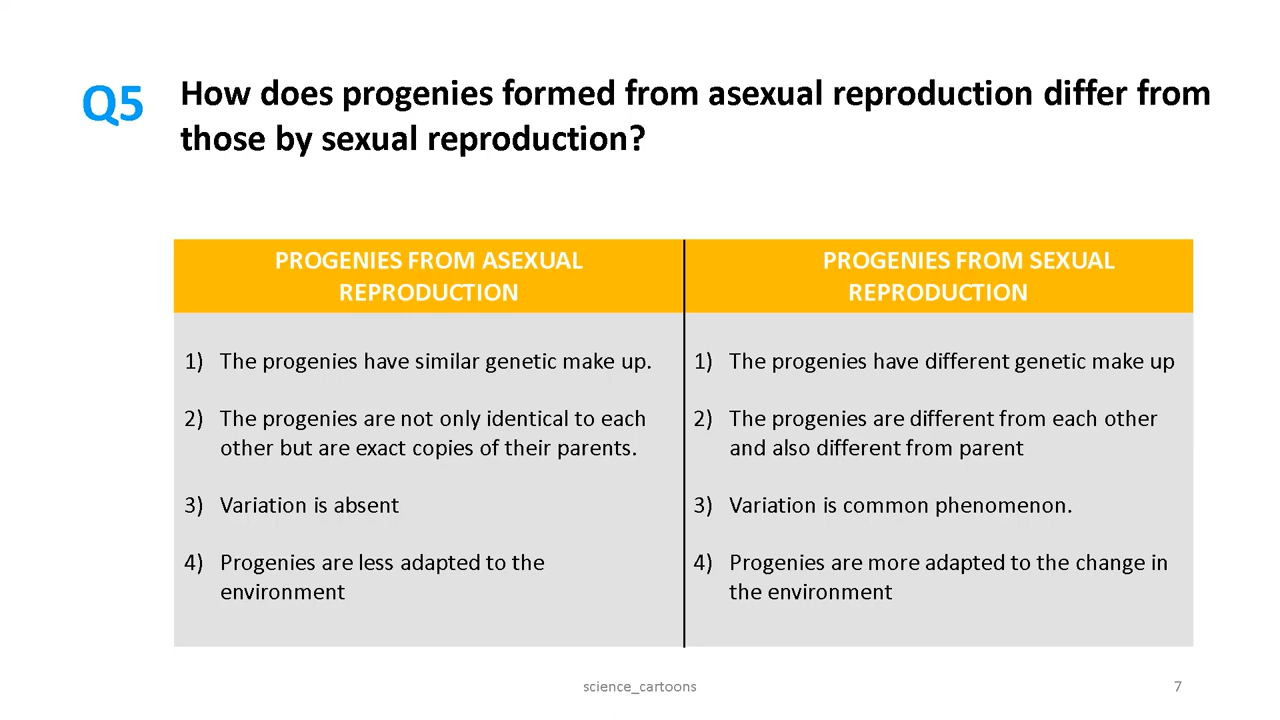 Q5
How does progenies formed from asexual reproduction differ from
those by sexual reproduction?
PROGENIES FROM ASEXUAL
REPRODUCTION
1) The progenies have similar genetic make up.
2) The progenies are not only identical to each
other but are exact copies of their parents.
3) Variation is absent
4) Progenies are less adapted to the
environment
PROGENIES FROM SEXUAL
REPRODUCTION
1) The progenies have different genetic make up
2) The progenies are different from each other
and also different from parent
3) Variation is common phenomenon.
4) Progenies are more adapted to the change in
the environment
science_cartoons
7